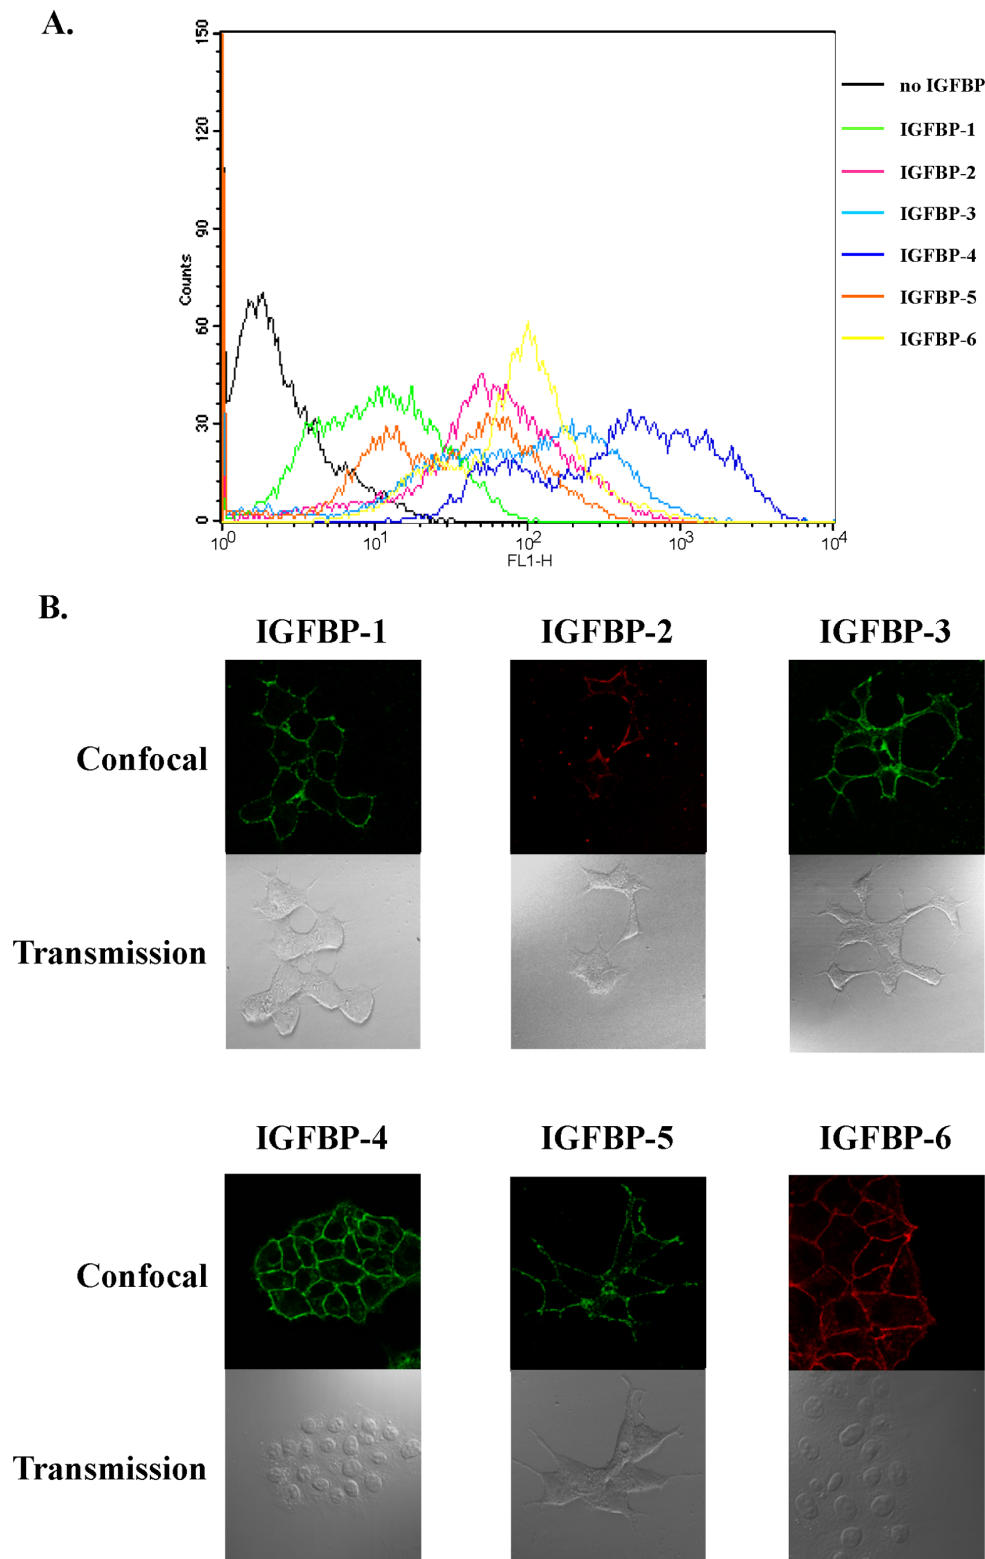 A.
150
120
90
60
30
0
Counts
10^0 10^1 10^2 10^3 10^4
FL1-H
no IGFBP
IGFBP-1
IGFBP-2
IGFBP-3
IGFBP-4
IGFBP-5
IGFBP-6
B.
IGFBP-1 IGFBP-2 IGFBP-3
Confocal
Transmission
IGFBP-4 IGFBP-5 IGFBP-6
Confocal
Transmission